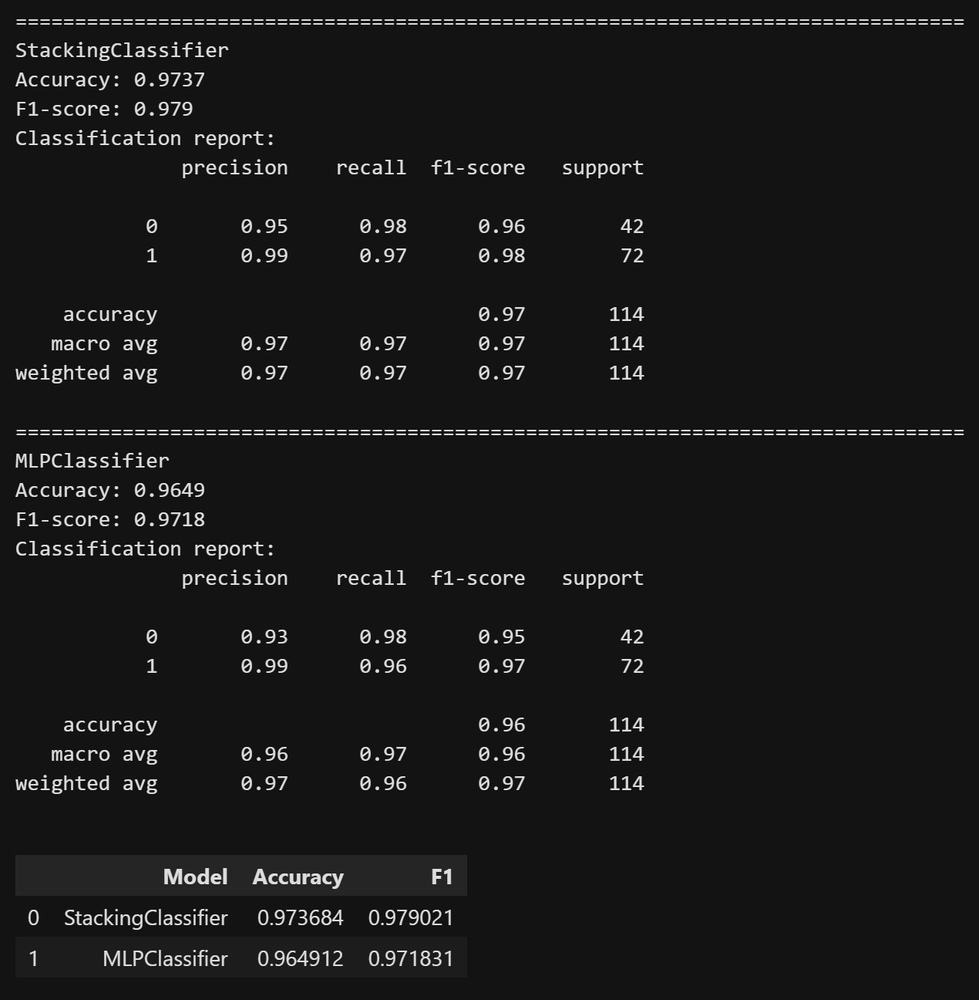 ================================================================================
StackingClassifier
Accuracy: 0.9737
F1-score: 0.979
Classification report:
              precision    recall  f1-score   support

           0       0.95      0.98      0.96        42
           1       0.99      0.97      0.98        72

    accuracy                           0.97       114
   macro avg       0.97      0.97      0.97       114
weighted avg       0.97      0.97      0.97       114

================================================================================
MLPClassifier
Accuracy: 0.9649
F1-score: 0.9718
Classification report:
              precision    recall  f1-score   support

           0       0.93      0.98      0.95        42
           1       0.99      0.96      0.97        72

    accuracy                           0.96       114
   macro avg       0.96      0.97      0.96       114
weighted avg       0.97      0.96      0.97       114

Model Accuracy F1
0 StackingClassifier 0.973684 0.979021
1 MLPClassifier 0.964912 0.971831